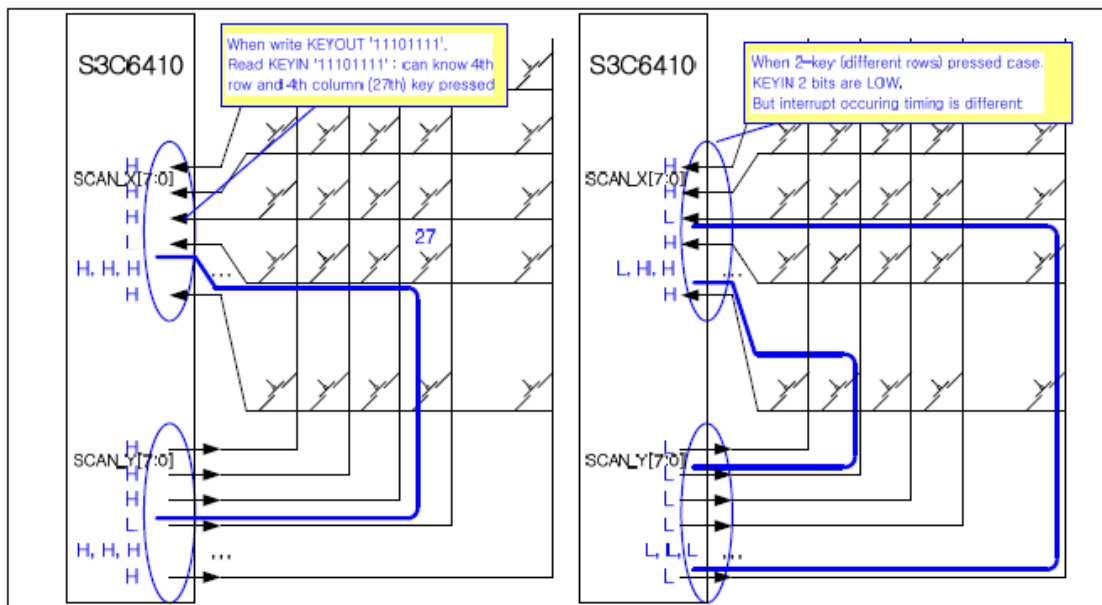 S3C6410
When write KEYOUT '11101111'.
Read KEYIN '11101111' : can know 4th
row and 4th column (27th) key pressed
H
SCAN_X[7:0]
H
H
L
H, H, H
...
H
27
H
SCAN_Y[7:0]
H
H
L
H, H, H
...
H
S3C6410
When 2-key (different rows) pressed case.
KEYIN 2 bits are LOW.
But interrupt occuring timing is different
H
SCAN_X[7:0]
H
L
H
L, H, H
...
H
L
SCAN_Y[7:0]
L
L
L
L, L, L
...
L